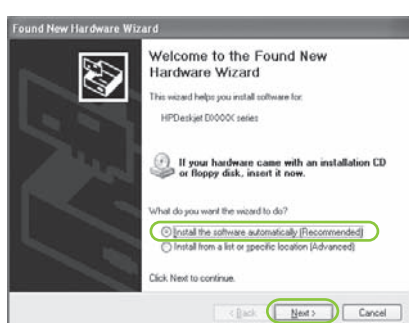 Found New Hardware Wizard
Welcome to the Found New
Hardware Wizard
This wizard helps you install software for:
HPDeskjet D0000X series
If your hardware came with an installation CD
or floppy disk, insert it now.
What do you want the wizard to do?
Install the software automatically (Recommended)
Install from a list or specific location (Advanced)
Click Next to continue.
< Back
Next >
Cancel